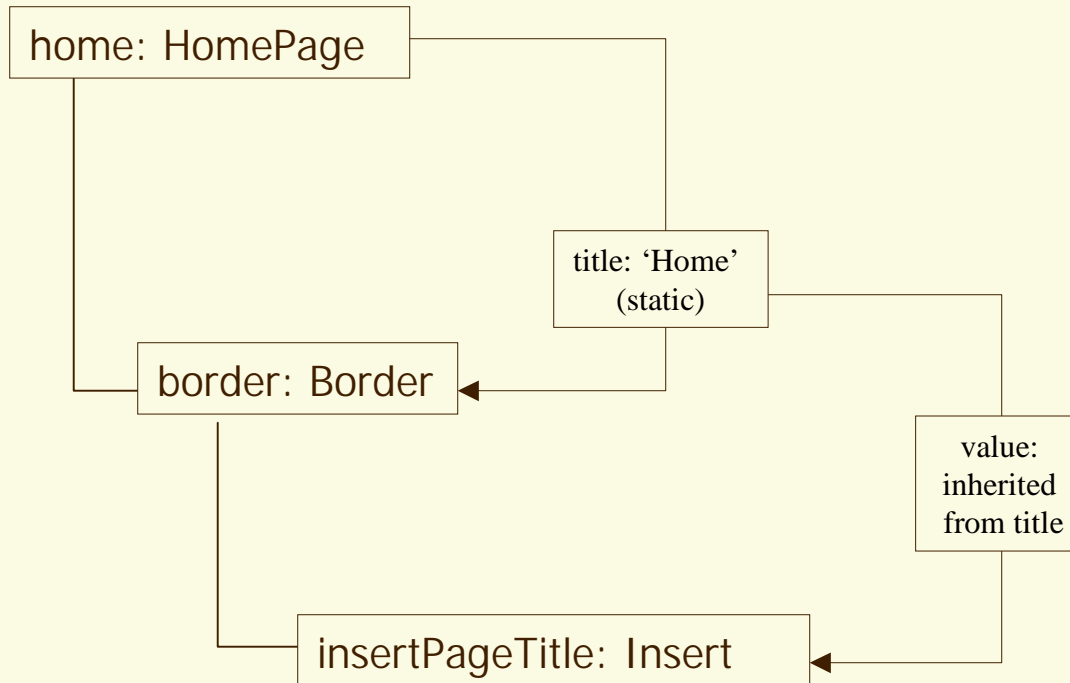 home: HomePage
title: ‘Home’
(static)
border: Border
value:
inherited
from title
insertPageTitle: Insert